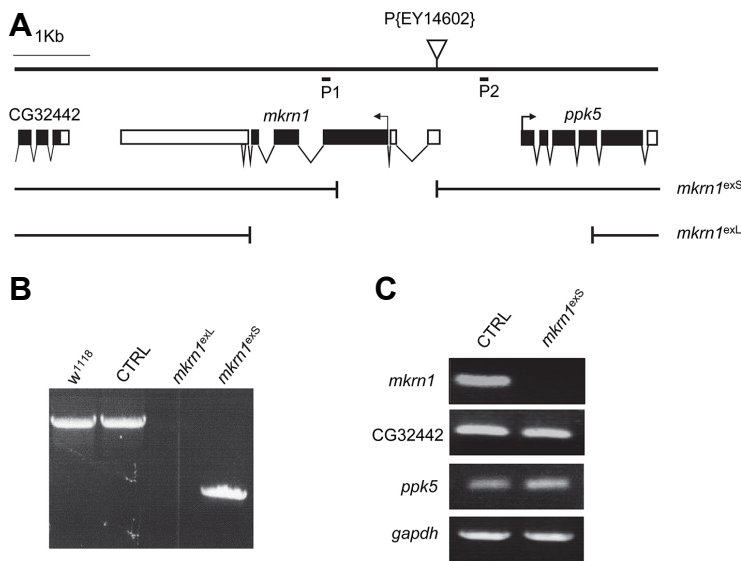 A
1Kb
P{EY14602}
P1
P2
CG32442
mkrn1
ppk5
mkrn1exS
mkrn1exL
B
w1118
CTRL
mkrn1exL
mkrn1exS
C
CTRL
mkrn1exS
mkrn1
CG32442
ppk5
gapdh